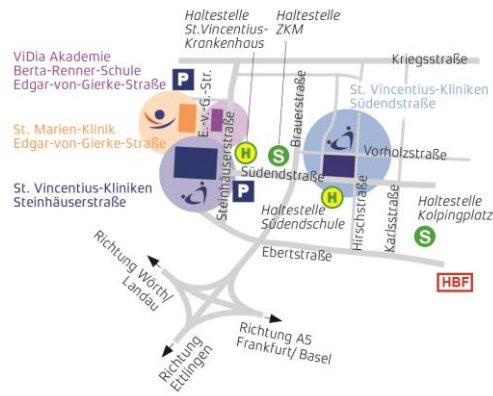 Haltestelle
St.Vincentius-
Krankenhaus
Haltestelle
ZKM
ViDia Akademie
Berta-Renner-Schule
Edgar-von-Gierke-Straße
P
E.-v.-G.-Str.
Kriegsstraße
St. Marien-Klinik
Edgar-von-Gierke-Straße
Steinhäuserstraße
Brauerstraße
St. Vincentius-Kliniken
Südendstraße
H
S
Vorholzstraße
St. Vincentius-Kliniken
Steinhäuserstraße
P
Südendstraße
Haltestelle
Südendschule
H
Hirschstraße
Karlsstraße
Haltestelle
Kolpingplatz
S
Ebertstraße
HBF
Richtung Wörth/
Landau
Richtung
Ettlingen
Richtung A5
Frankfurt/ Basel